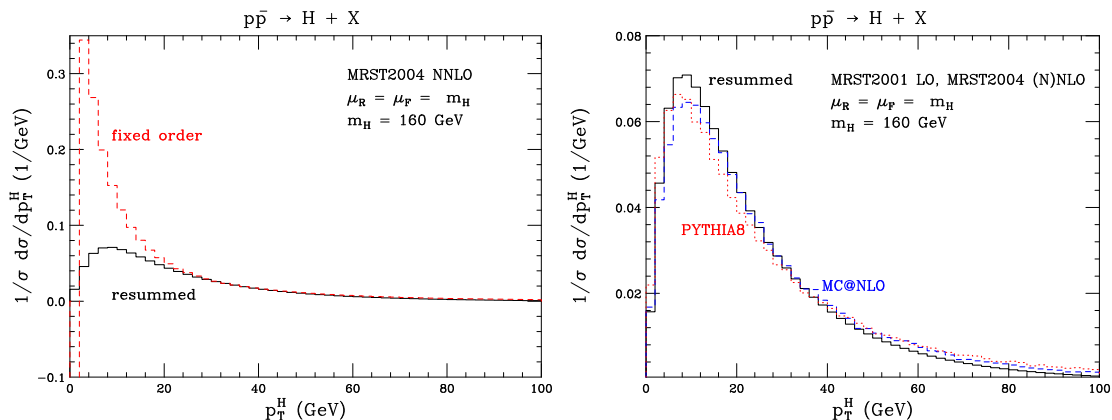 pp̄ → H + X
0.3
0.2
0.1
0.0
−0.1
1/σ dσ/dp_T^H (1/GeV)
MRST2004 NNLO
μ_R = μ_F = m_H
m_H = 160 GeV
fixed order
resummed
0 20 40 60 80 100
p_T^H (GeV)
pp̄ → H + X
0.08
0.06
0.04
0.02
1/σ dσ/dp_T^H (1/GeV)
resummed
MRST2001 LO, MRST2004 (N)NLO
μ_R = μ_F = m_H
m_H = 160 GeV
PYTHIA8
MC@NLO
0 20 40 60 80 100
p_T^H (GeV)